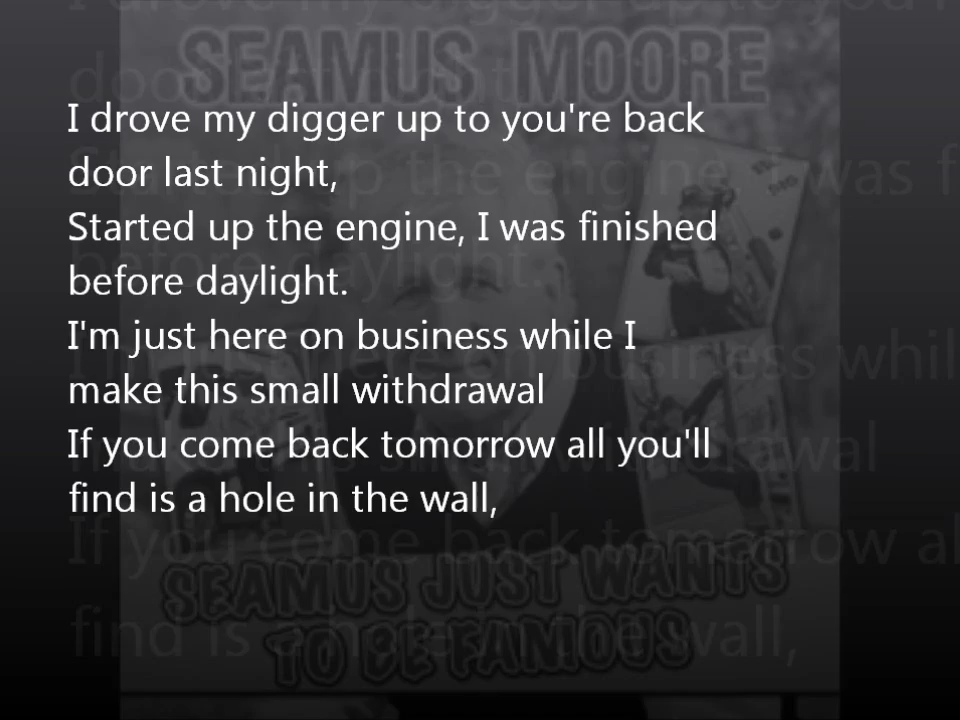 SEAMUS MOORE
I drove my digger up to you're back
door last night,
Started up the engine, I was finished
before daylight.
I'm just here on business while I
make this small withdrawal
If you come back tomorrow all you'll
find is a hole in the wall,
SEAMUS JUST WANTS
TO BE FAMOUS